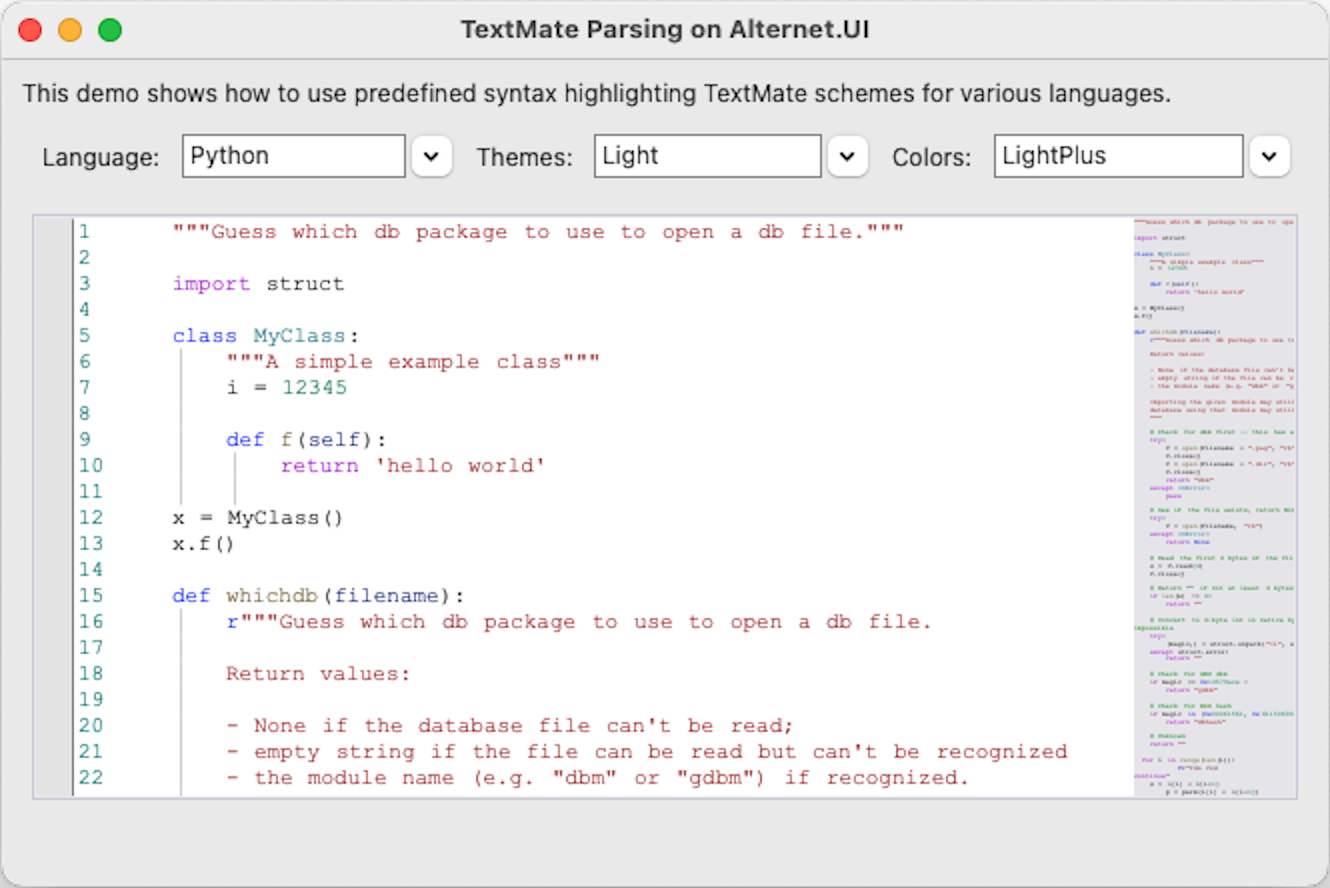 TextMate Parsing on Alternet.UI
This demo shows how to use predefined syntax highlighting TextMate schemes for various languages.
Language: Python Themes: Light Colors: LightPlus
1 """Guess which db package to use to open a db file."""
2
3 import struct
4
5 class MyClass:
6 """A simple example class"""
7 i = 12345
8
9 def f(self):
10 return 'hello world'
11
12 x = MyClass()
13 x.f()
14
15 def whichdb(filename):
16 r"""Guess which db package to use to open a db file.
17
18 Return values:
19
20 - None if the database file can't be read;
21 - empty string if the file can be read but can't be recognized
22 - the module name (e.g. "dbm" or "gdbm") if recognized.